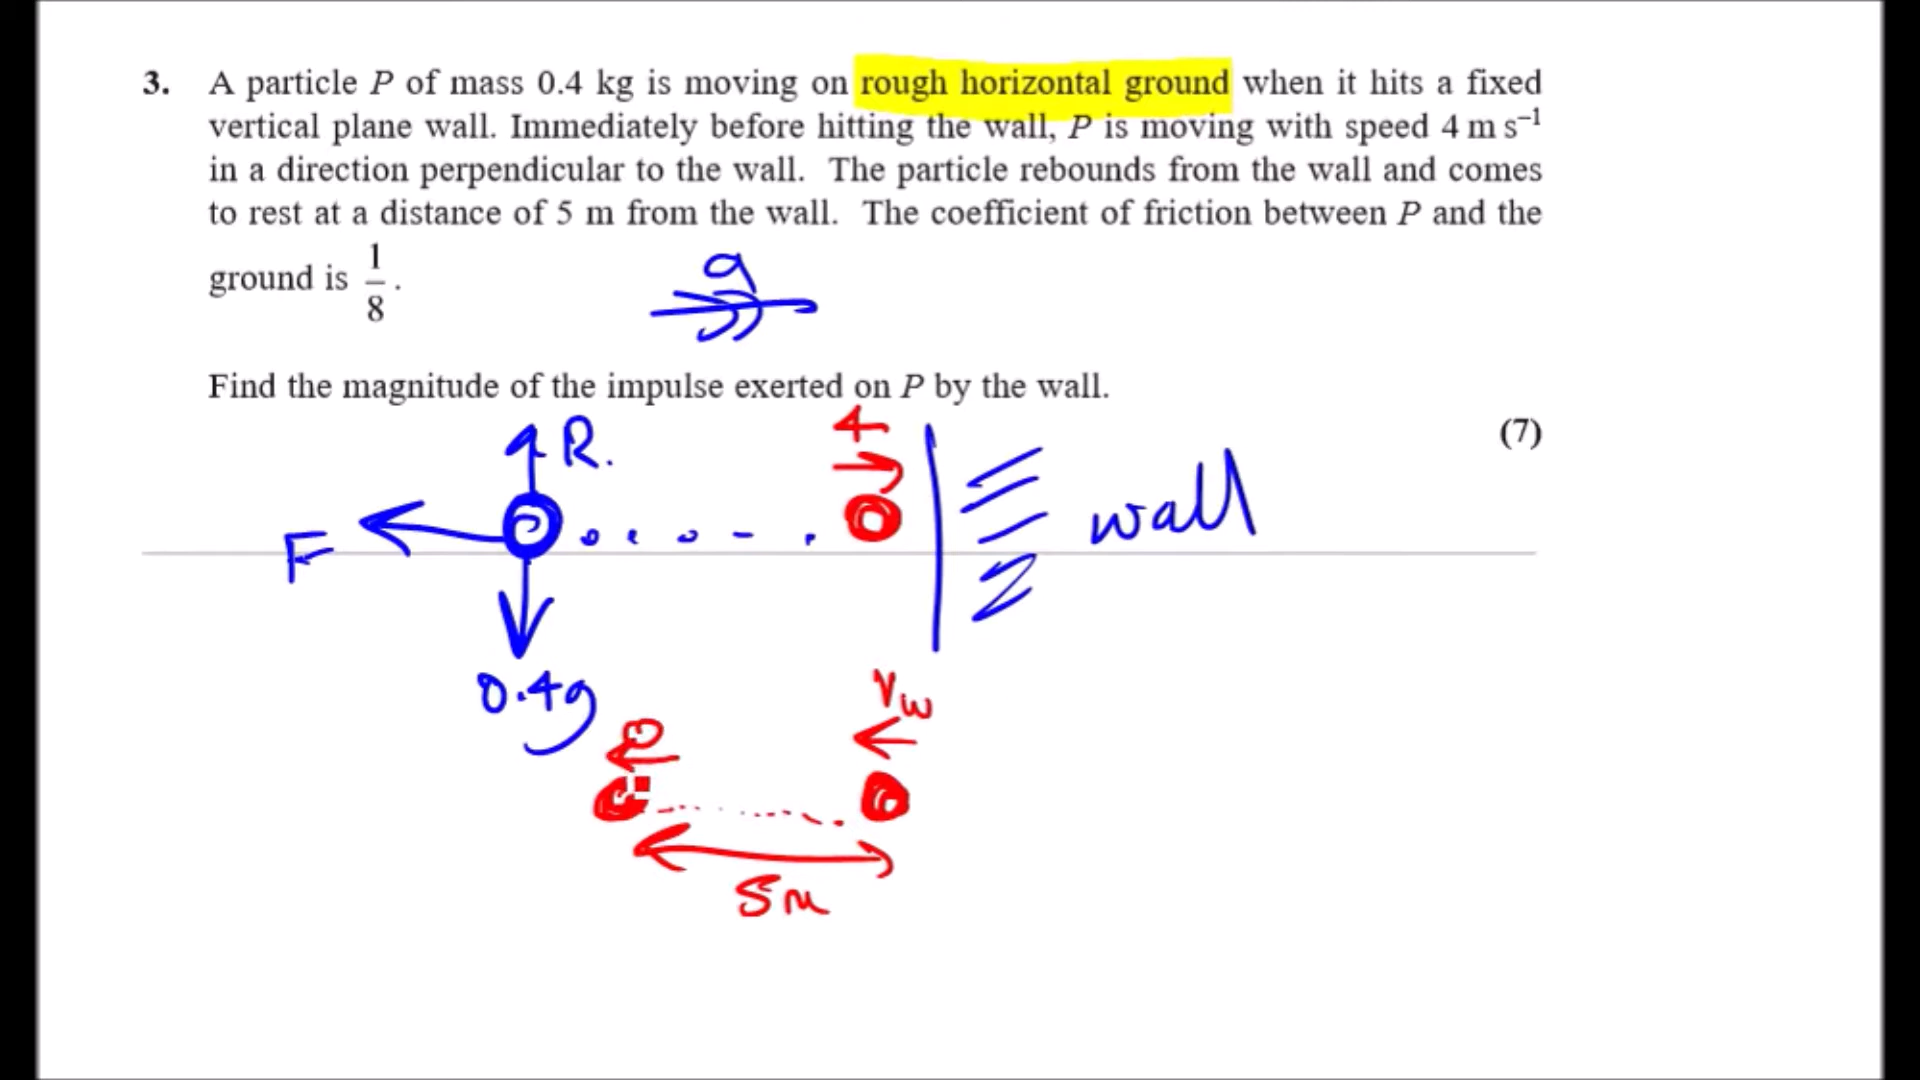 3. A particle P of mass 0.4 kg is moving on rough horizontal ground when it hits a fixed
vertical plane wall. Immediately before hitting the wall, P is moving with speed 4 m s⁻¹
in a direction perpendicular to the wall. The particle rebounds from the wall and comes
to rest at a distance of 5 m from the wall. The coefficient of friction between P and the
ground is 1/8.
a
Find the magnitude of the impulse exerted on P by the wall.
(7)
4
R.
wall
F
0.4g
Vw
0
5m